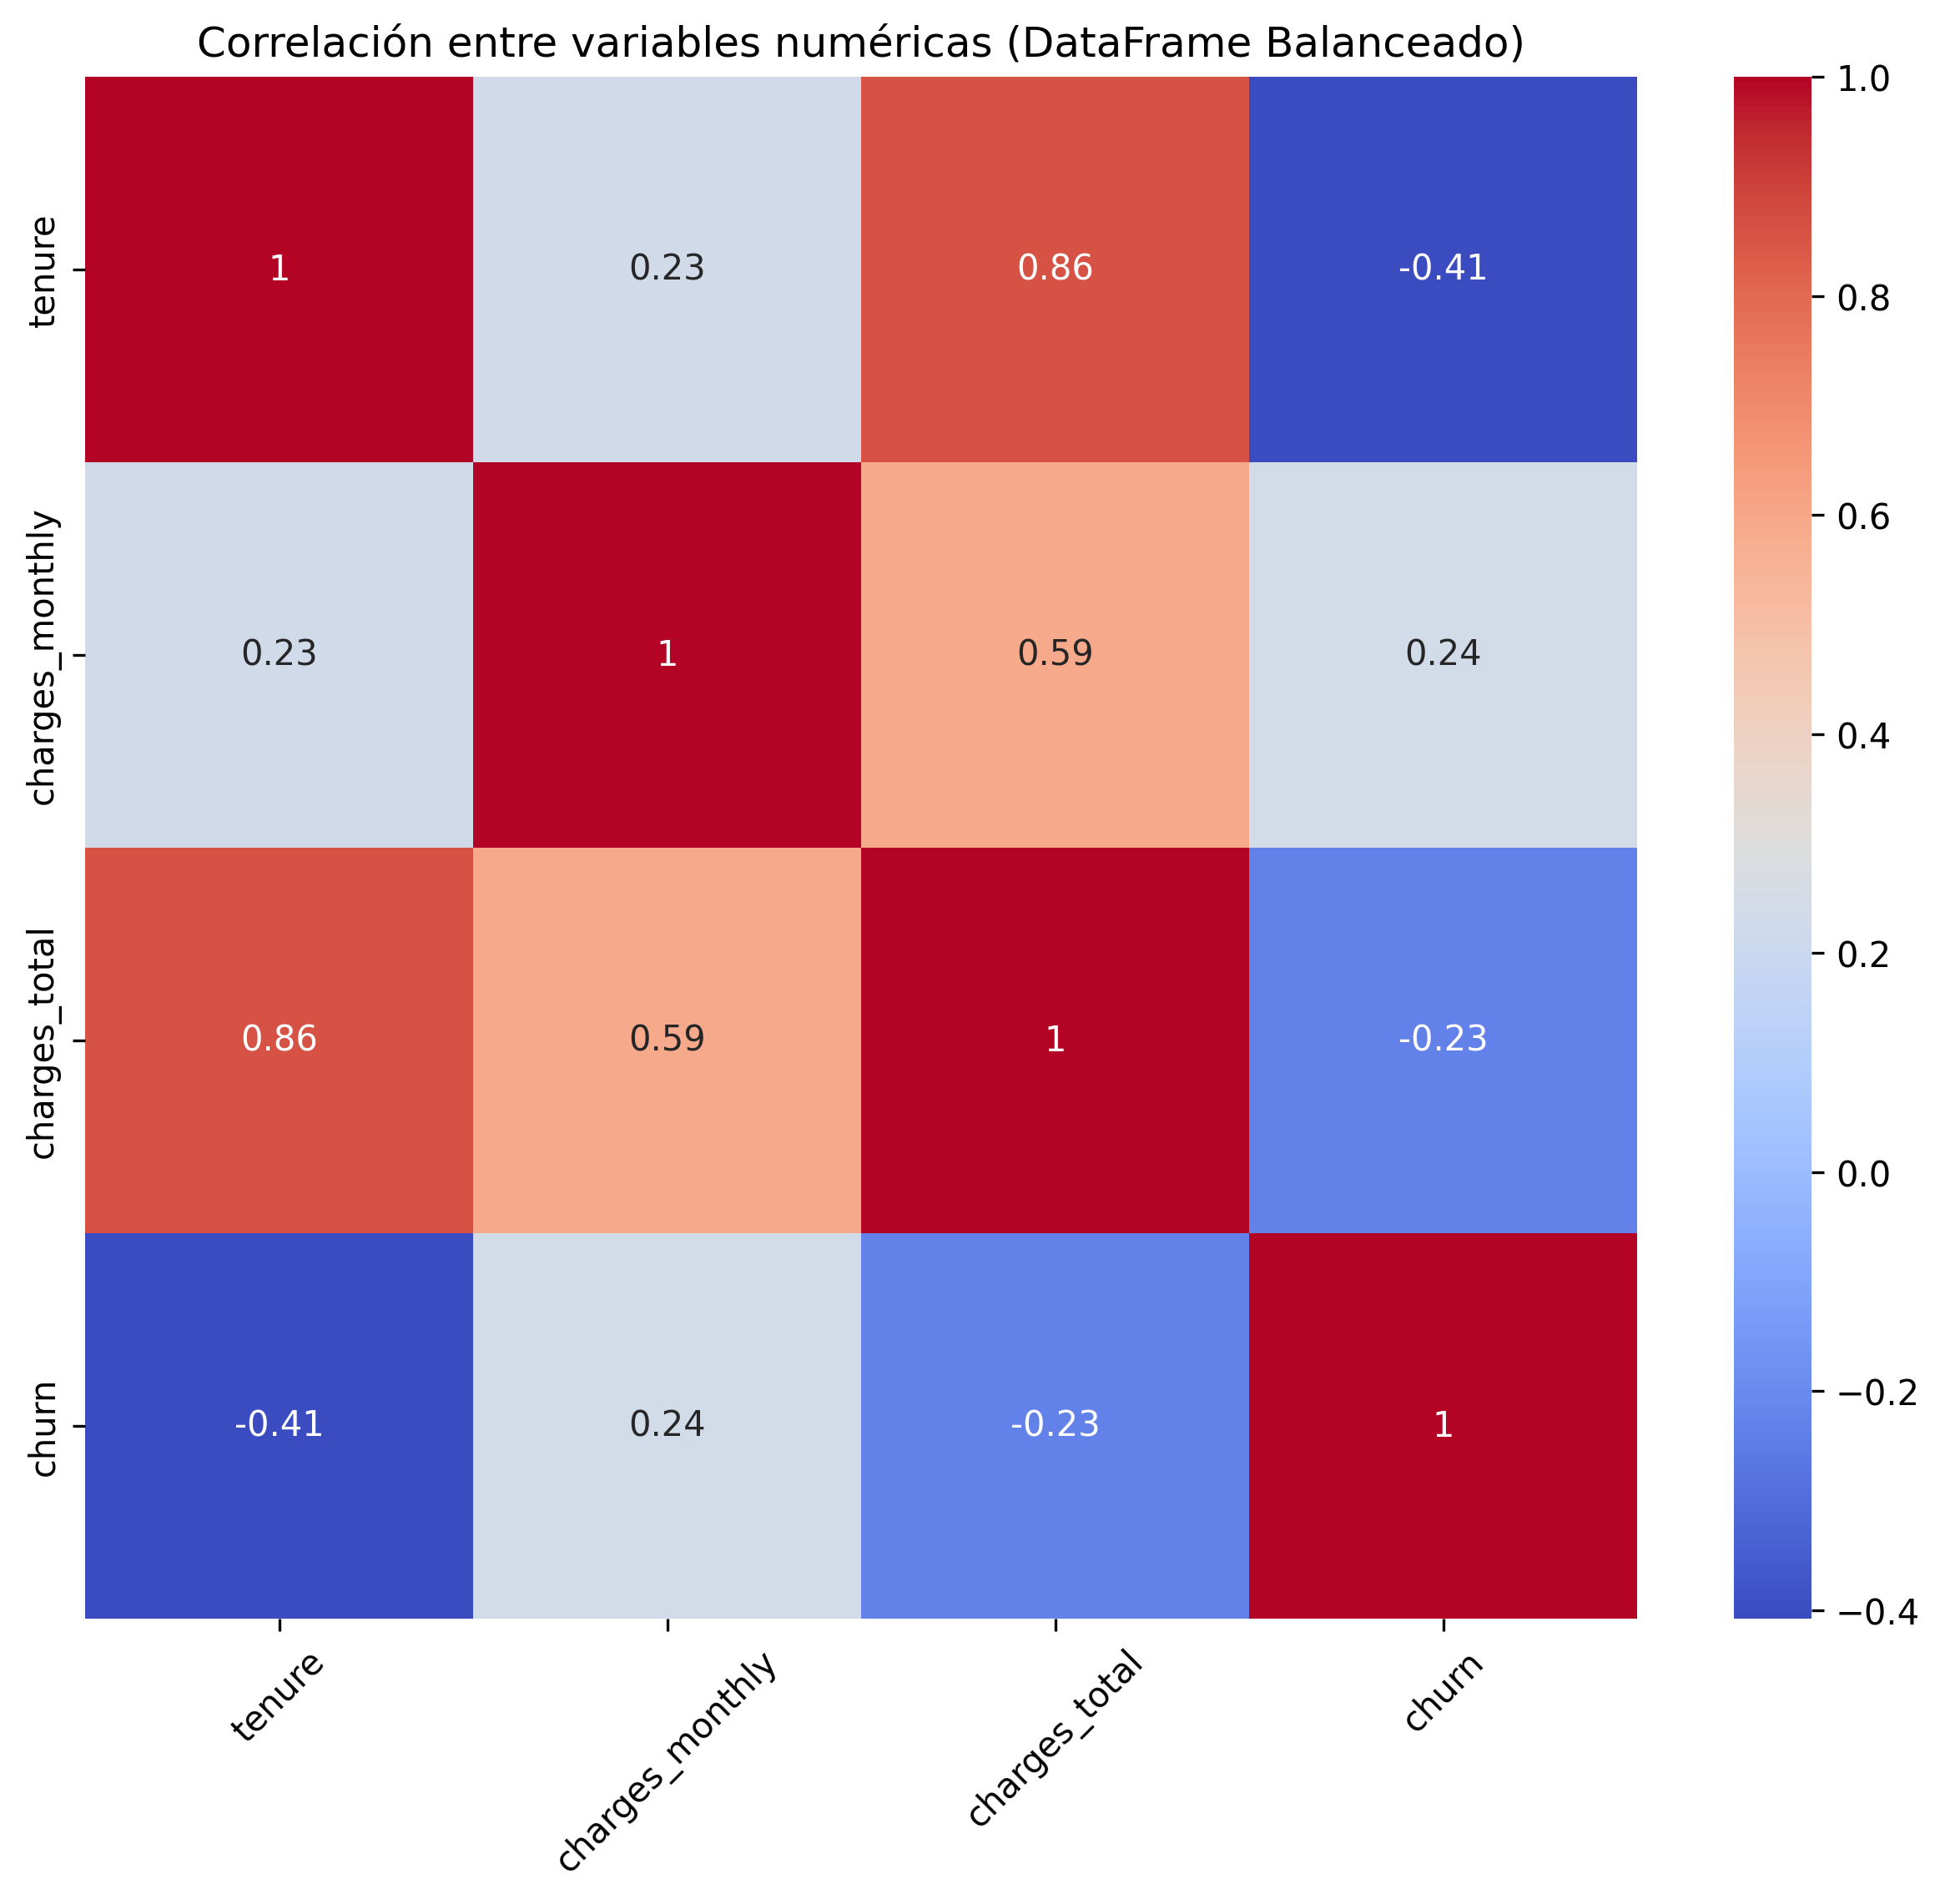 Correlación entre variables numéricas (DataFrame Balanceado)
tenure
1
0.23
0.86
-0.41
charges_monthly
0.23
1
0.59
0.24
charges_total
0.86
0.59
1
-0.23
churn
-0.41
0.24
-0.23
1
tenure
charges_monthly
charges_total
churn
1.0
0.8
0.6
0.4
0.2
0.0
−0.2
−0.4